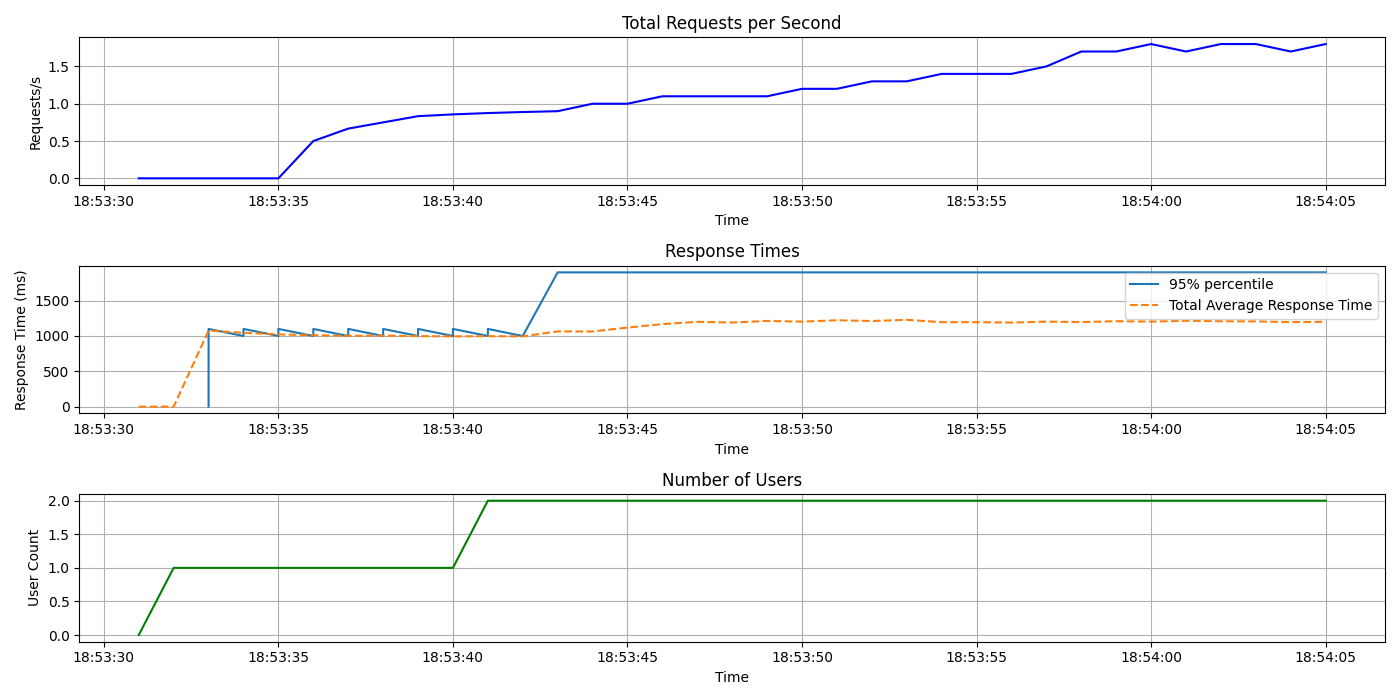 Total Requests per Second
Requests/s
1.5
1.0
0.5
0.0
18:53:30 18:53:35 18:53:40 18:53:45 18:53:50 18:53:55 18:54:00 18:54:05
Time
Response Times
Response Time (ms)
1500
1000
500
0
95% percentile
Total Average Response Time
18:53:30 18:53:35 18:53:40 18:53:45 18:53:50 18:53:55 18:54:00 18:54:05
Time
Number of Users
User Count
2.0
1.5
1.0
0.5
0.0
18:53:30 18:53:35 18:53:40 18:53:45 18:53:50 18:53:55 18:54:00 18:54:05
Time